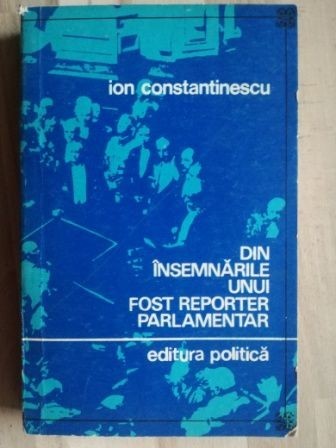 ion constantinescu
DIN
ÎNSEMNĂRILE
UNUI
FOST REPORTER
PARLAMENTAR
editura politică